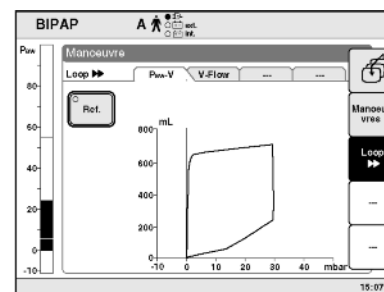 BIPAP
A
ext.
int.
Paw
Manoeuvre
Loop
Paw-V
V-Flow
---
---
Ref.
80-
60-
40-
20-
0-
-10
mL
800-
600-
400-
200-
0-
-10 0 10 20 30 40 mbar
Manoeu
vres
Loop
---
---
15:07